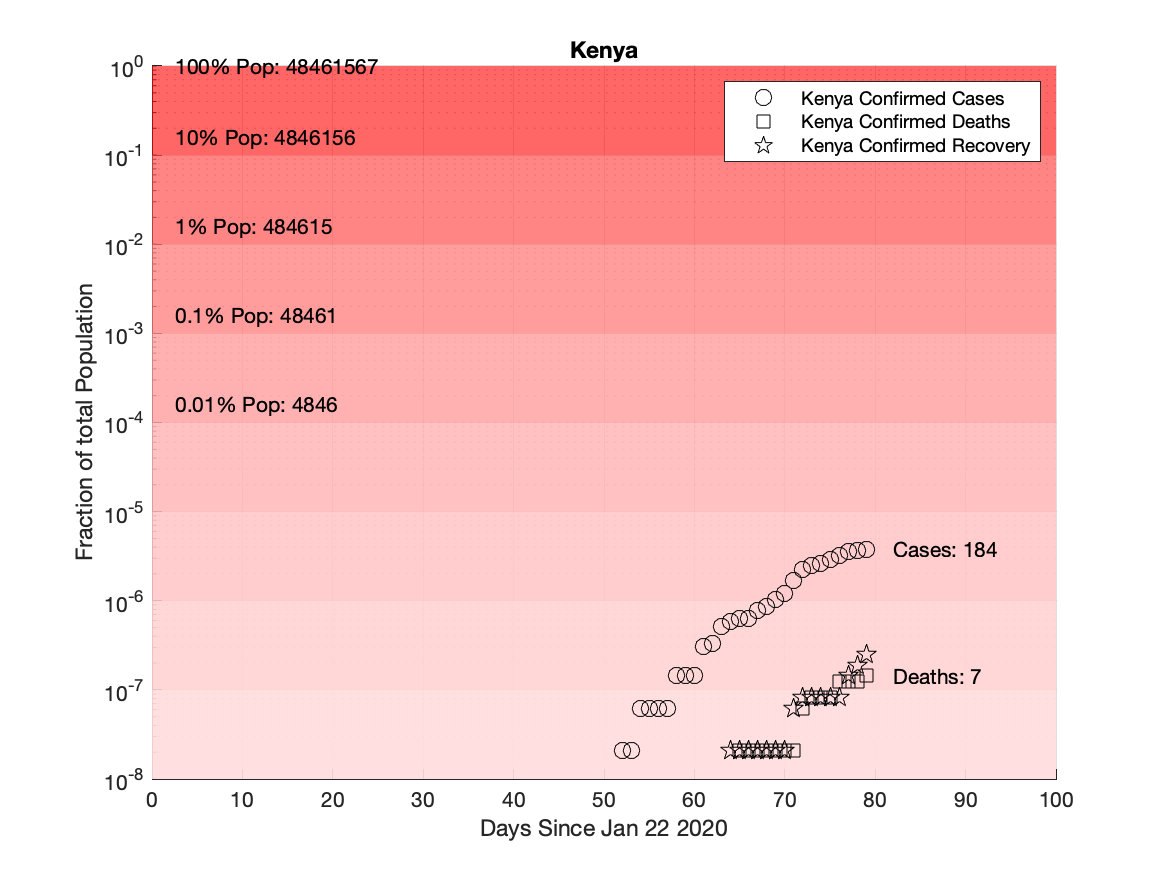 Kenya
10^0
10^-1
10^-2
10^-3
10^-4
10^-5
10^-6
10^-7
10^-8
Fraction of total Population
100% Pop: 48461567
10% Pop: 4846156
1% Pop: 484615
0.1% Pop: 48461
0.01% Pop: 4846
Kenya Confirmed Cases
Kenya Confirmed Deaths
Kenya Confirmed Recovery
Cases: 184
Deaths: 7
0 10 20 30 40 50 60 70 80 90 100
Days Since Jan 22 2020